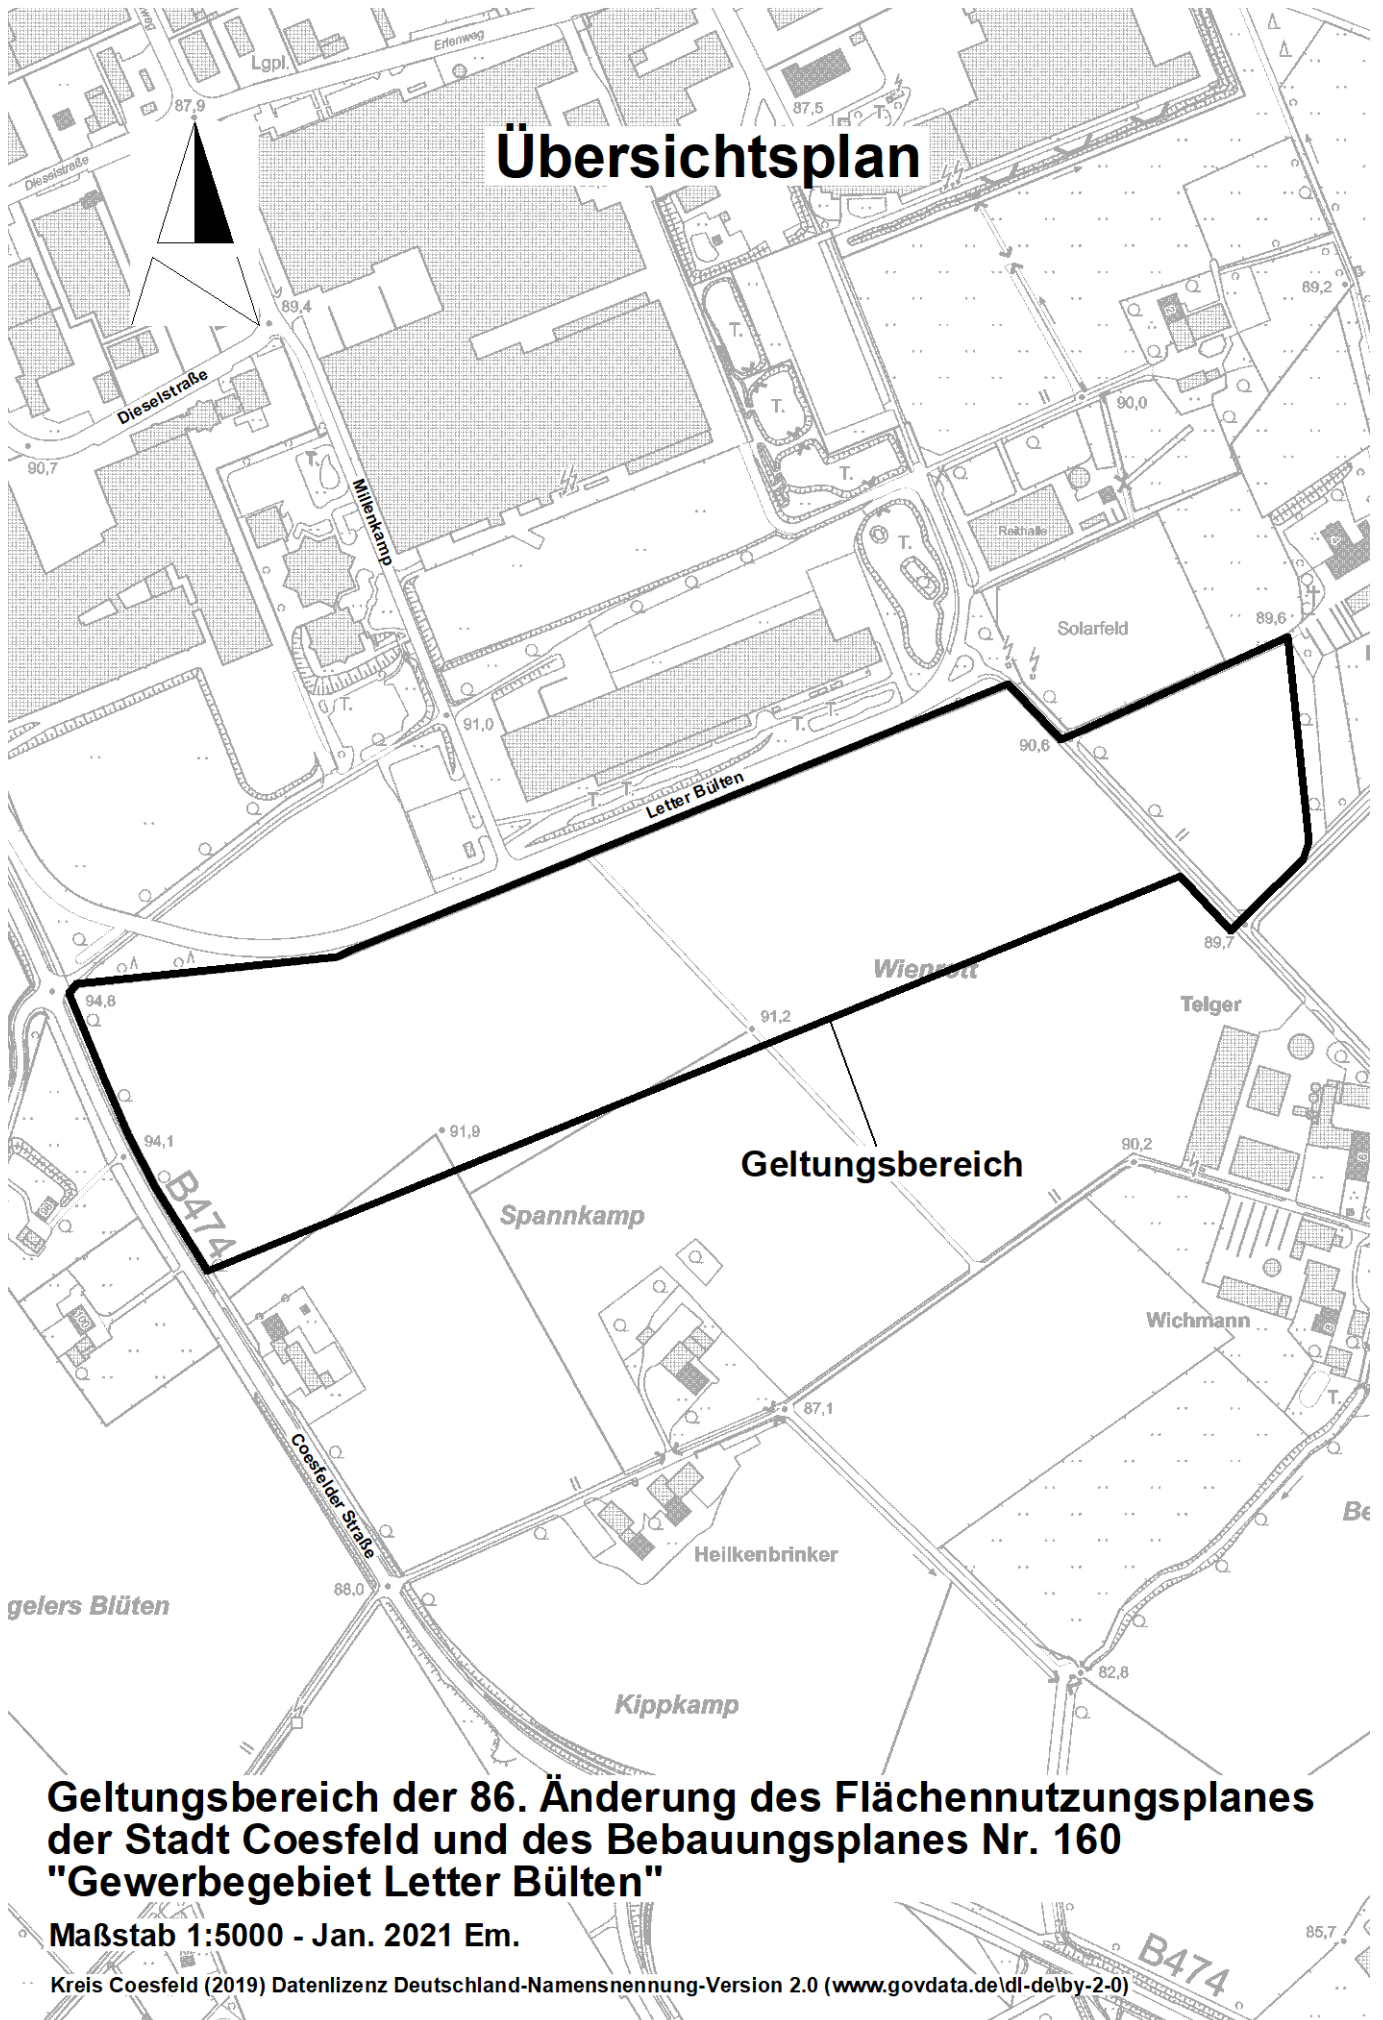 Erlenweg
Lgpl.
87,9
87,5
T.
Übersichtsplan
Dieselstraße
89,4
89,2
T.
Dieselstraße
T.
90,0
90,7
T.
T.
Millenkamp
Reithalle
T.
89,6
Solarfeld
T.
91,0
T.
T.
90,6
Letter Bülten
T.
T.
89,7
Wienrott
94,8
Telger
91,2
91,9
94,1
90,2
Geltungsbereich
B474
96
Spannkamp
100
Wichmann
T.
87,1
Coesfelder Straße
Be
Heilkenbrinker
88,0
gelers Blüten
82,8
Kippkamp
Geltungsbereich der 86. Änderung des Flächennutzungsplanes
der Stadt Coesfeld und des Bebauungsplanes Nr. 160
"Gewerbegebiet Letter Bülten"
Maßstab 1:5000 - Jan. 2021 Em.
85,7
B474
Kreis Coesfeld (2019) Datenlizenz Deutschland-Namensnennung-Version 2.0 (www.govdata.de\dl-de\by-2-0)